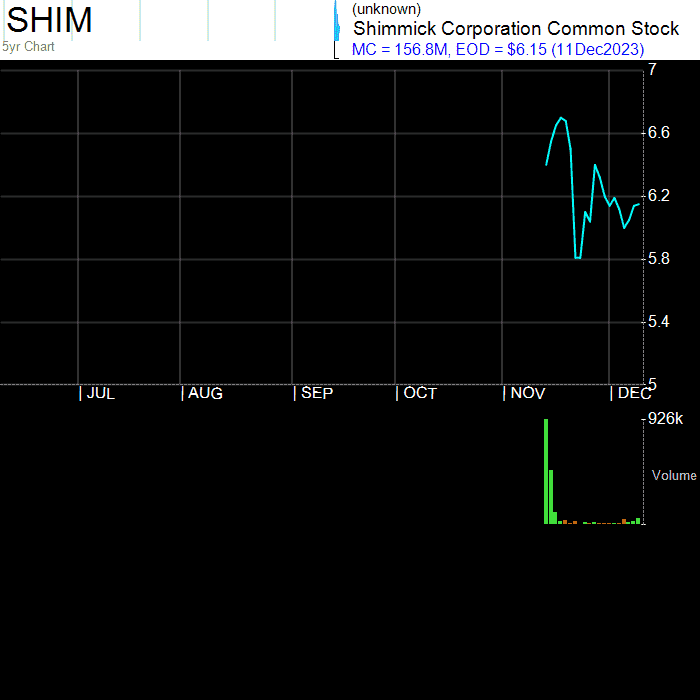 SHIM
5yr Chart
(unknown)
Shimmick Corporation Common Stock
MC = 156.8M, EOD = $6.15 (11Dec2023)
7
6.6
6.2
5.8
5.4
5
| JUL | AUG | SEP | OCT | NOV | DEC
926k
Volume